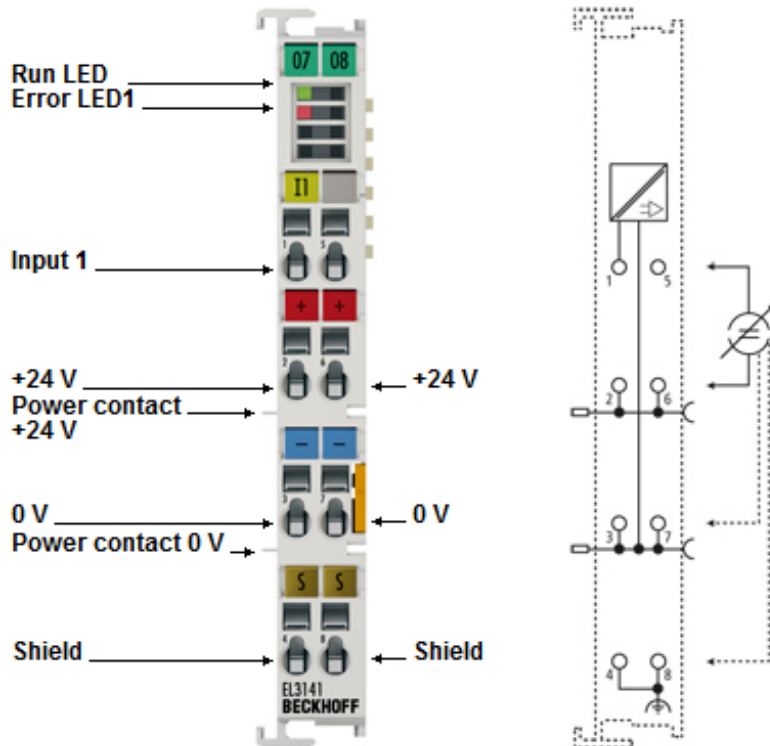 07 08
Run LED
Error LED1
I1
1 5
Input 1
1 5
+ +
2 6
+24 V +24 V
Power contact
+24 V
2 6
− −
3 7
0 V 0 V
Power contact 0 V
3 7
S S
4 8
Shield Shield
4 8
EL3141
BECKHOFF